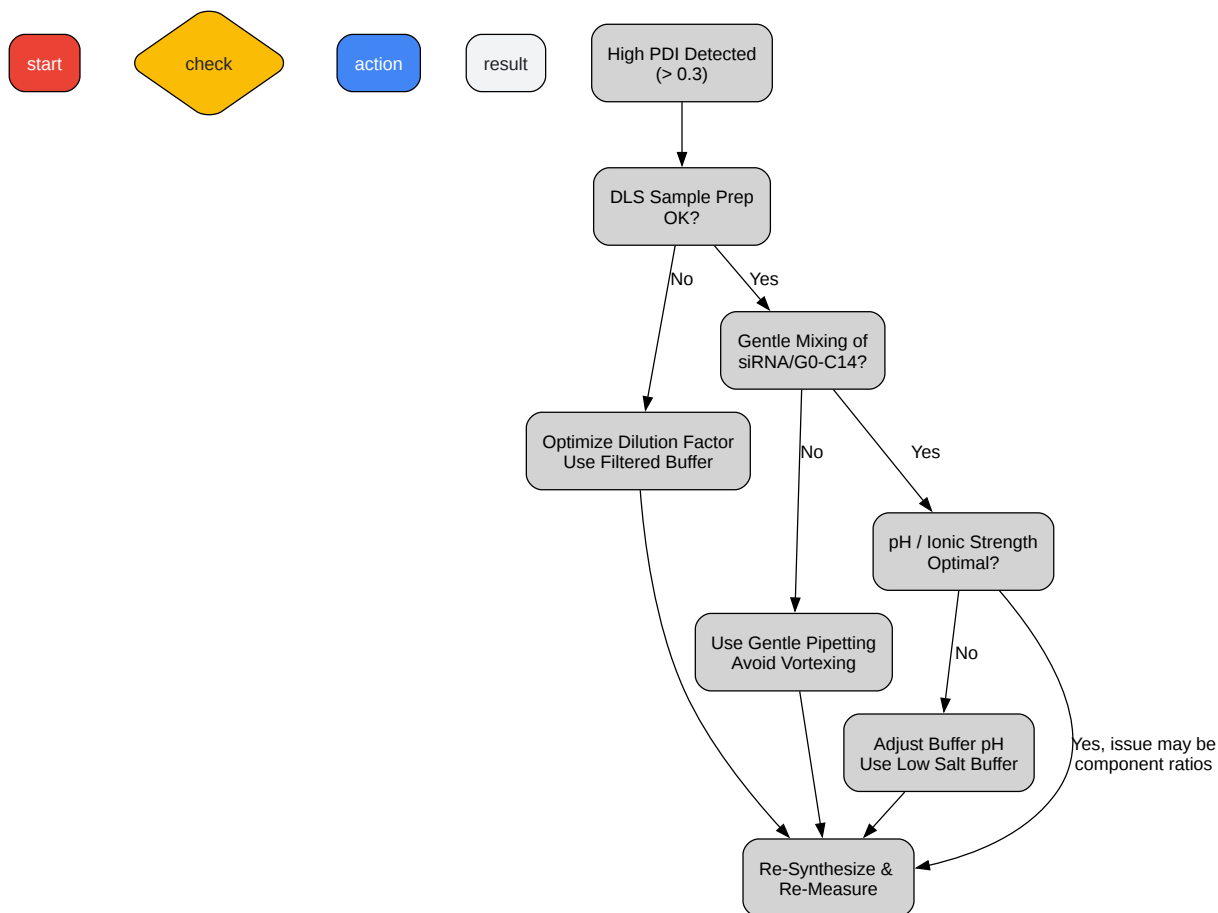 start
check
action
result
High PDI Detected
(> 0.3)
DLS Sample Prep
OK?
No
Yes
Gentle Mixing of
siRNA/G0-C14?
Optimize Dilution Factor
Use Filtered Buffer
No
Yes
pH / Ionic Strength
Optimal?
Use Gentle Pipetting
Avoid Vortexing
No
Adjust Buffer pH
Use Low Salt Buffer
Yes, issue may be
component ratios
Re-Synthesize &
Re-Measure